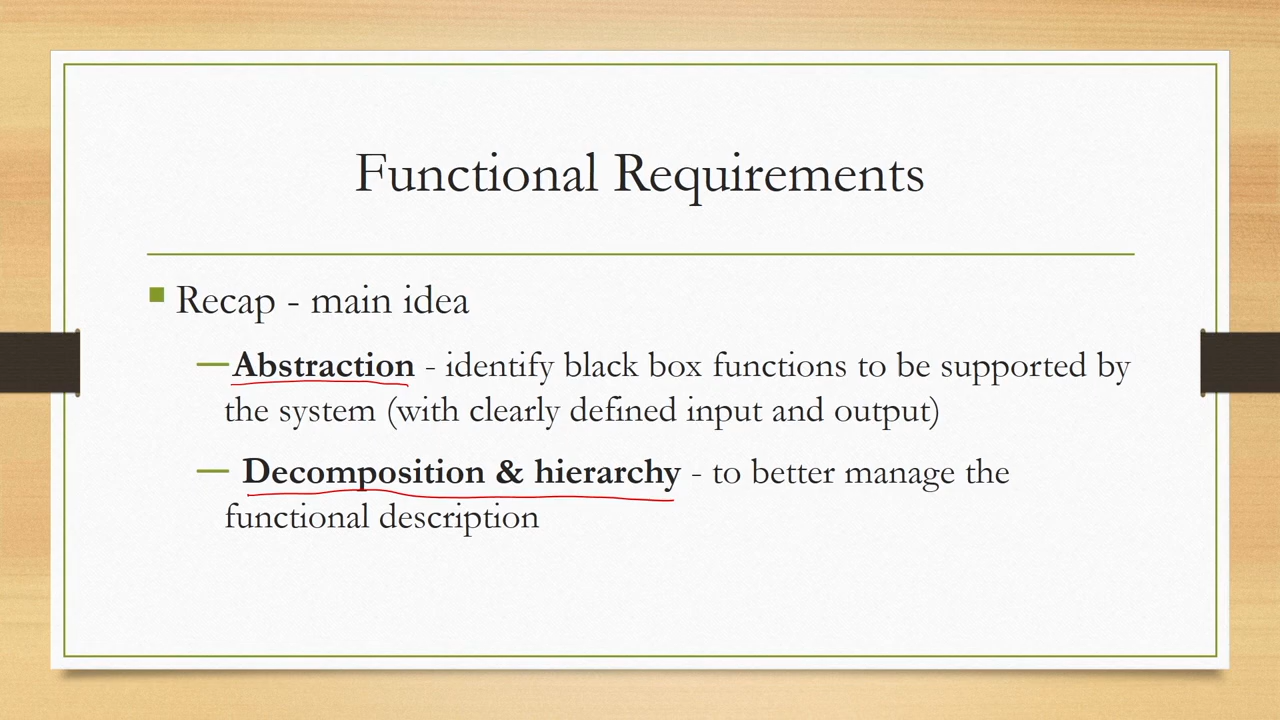 Functional Requirements
Recap - main idea
Abstraction - identify black box functions to be supported by
the system (with clearly defined input and output)
Decomposition & hierarchy - to better manage the
functional description